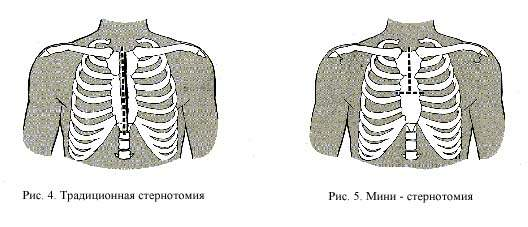 Рис. 4. Традиционная стернотомия
Рис. 5. Мини - стернотомия